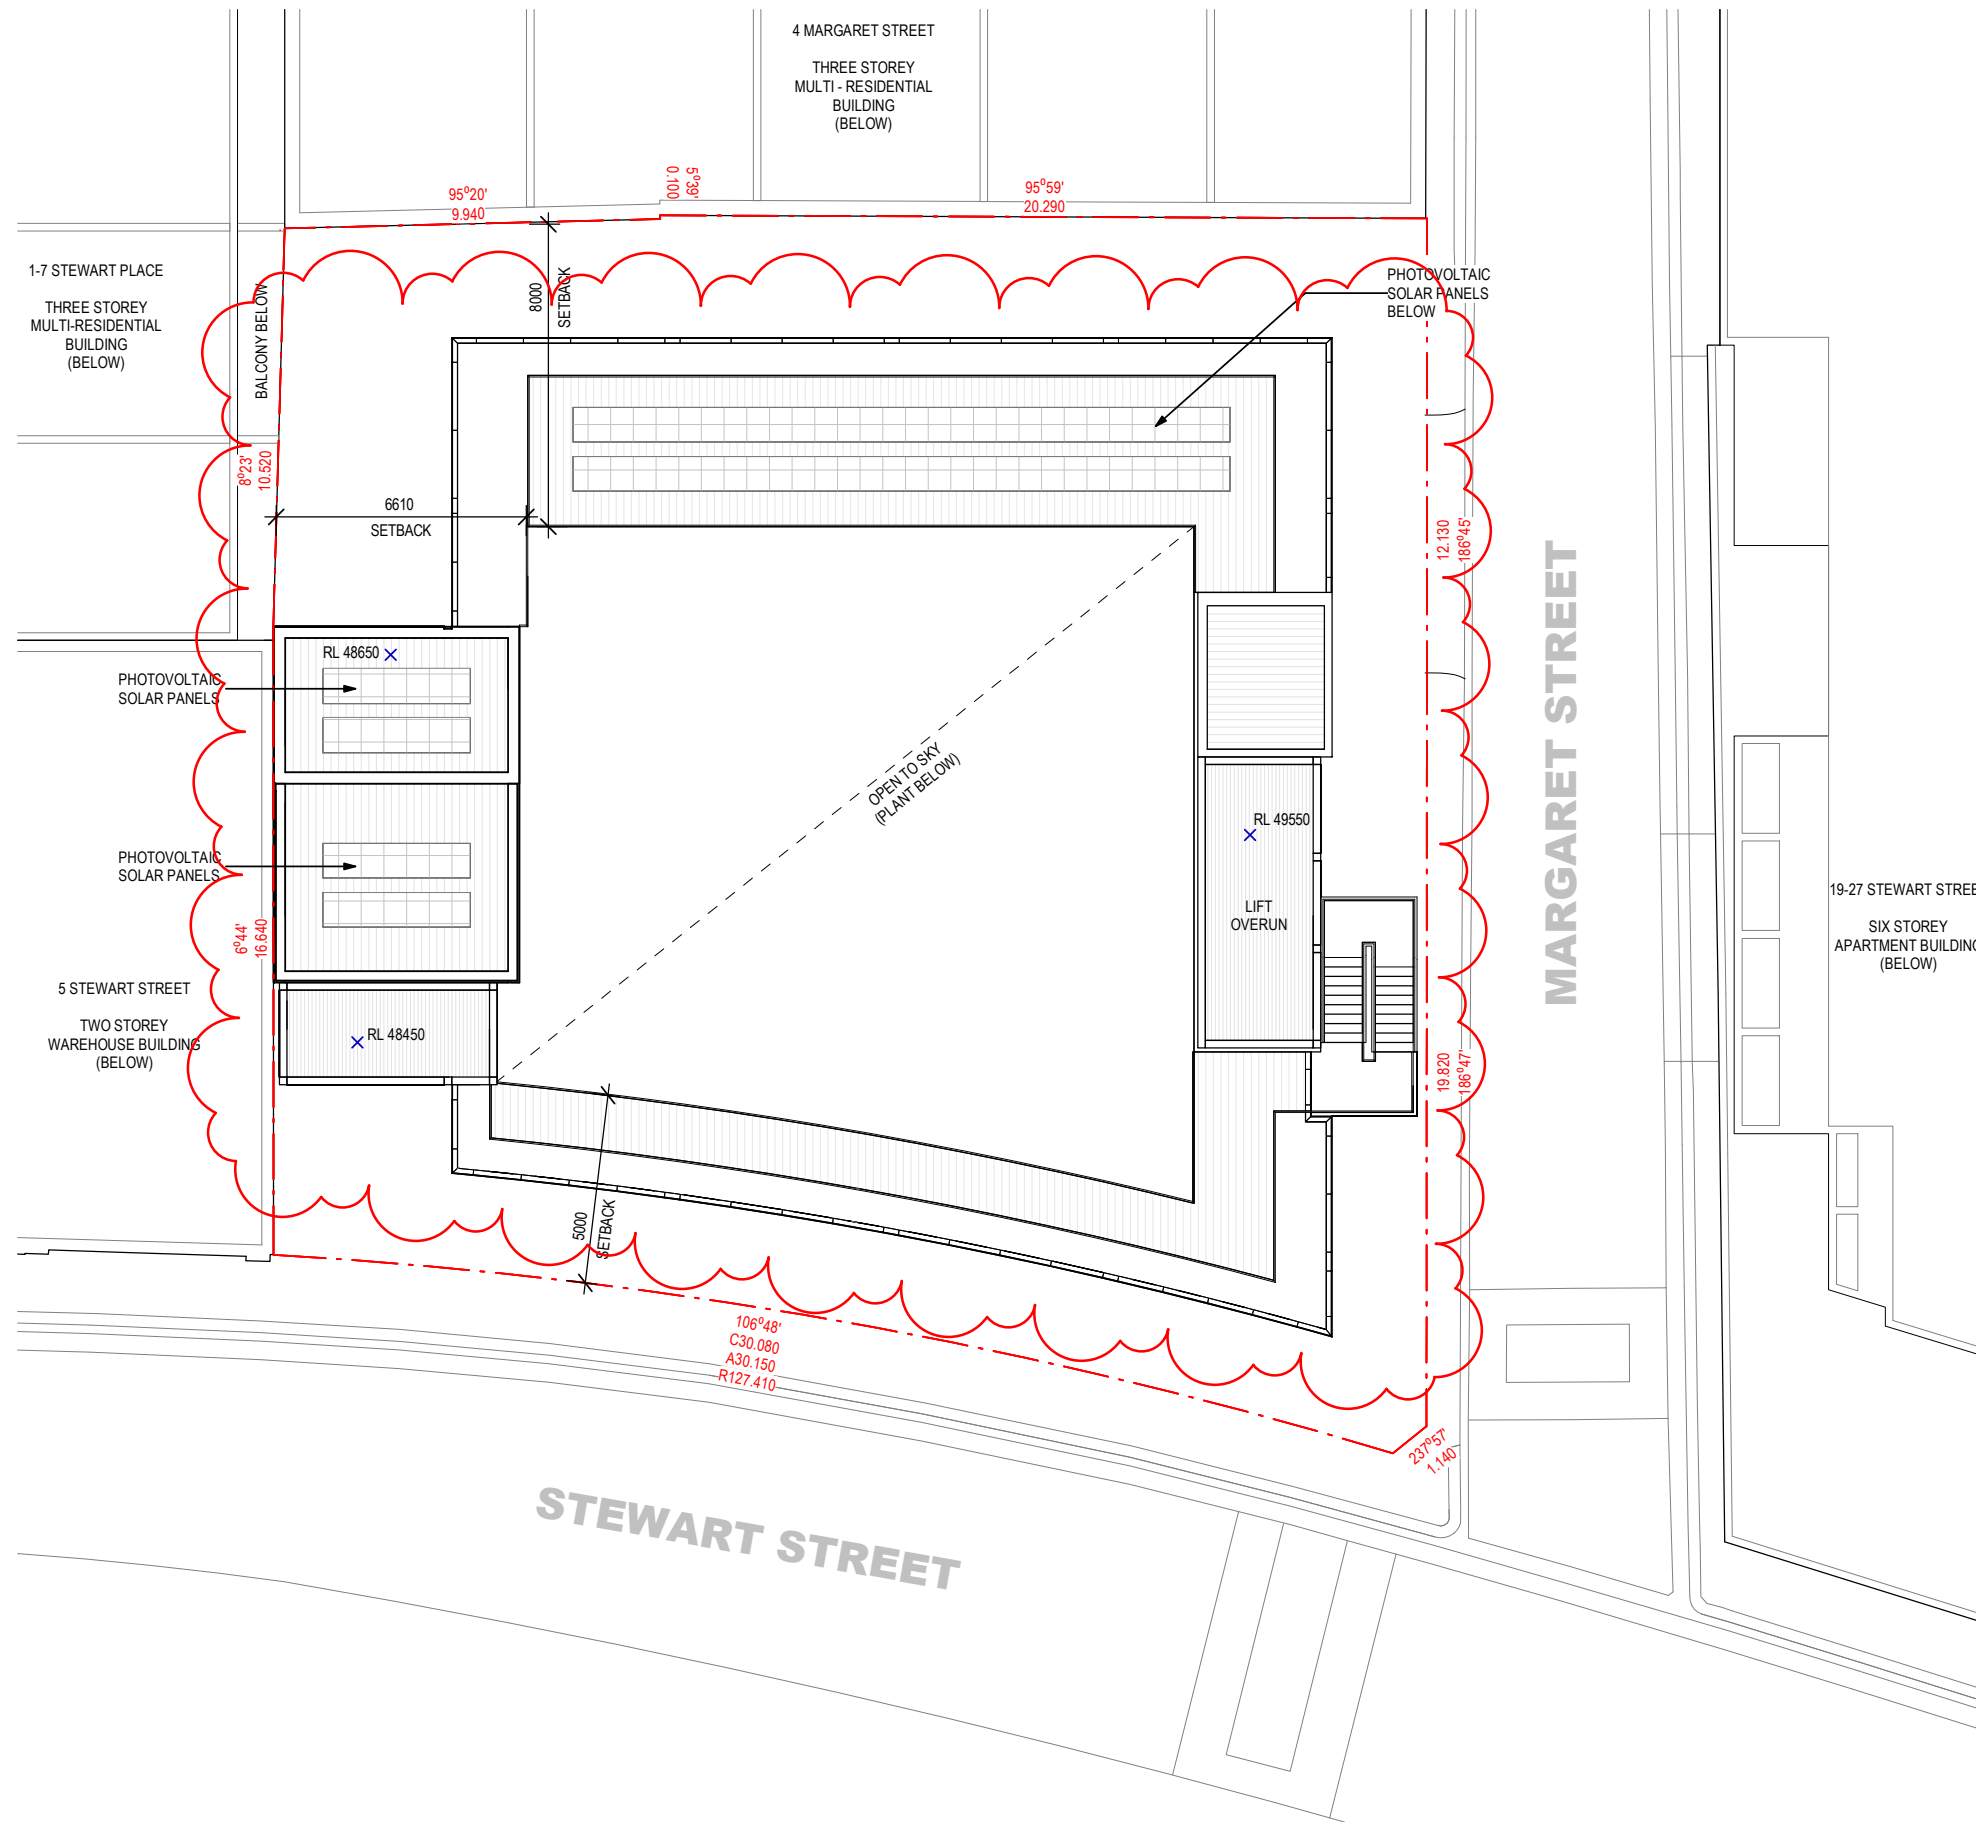 4 MARGARET STREET
THREE STOREY
MULTI - RESIDENTIAL
BUILDING
(BELOW)
95°20'
9.940
5°39'
0.100
95°59'
20.290
1-7 STEWART PLACE
THREE STOREY
MULTI-RESIDENTIAL
BUILDING
(BELOW)
BALCONY BELOW
8000
SETBACK
PHOTOVOLTAIC
SOLAR PANELS
BELOW
8°23'
10.520
6610
SETBACK
12.130
186°45'
MARGARET STREET
RL 48650
PHOTOVOLTAIC
SOLAR PANELS
OPEN TO SKY
(PLANT BELOW)
RL 49550
PHOTOVOLTAIC
SOLAR PANELS
LIFT
OVERUN
19-27 STEWART STREE
SIX STOREY
APARTMENT BUILDING
(BELOW)
6°44'
16.640
5 STEWART STREET
TWO STOREY
WAREHOUSE BUILDING
(BELOW)
RL 48450
19.820
186°47'
5000
SETBACK
106°48'
C30.080
A30.150
R127.410
237°57'
1.140
STEWART STREET